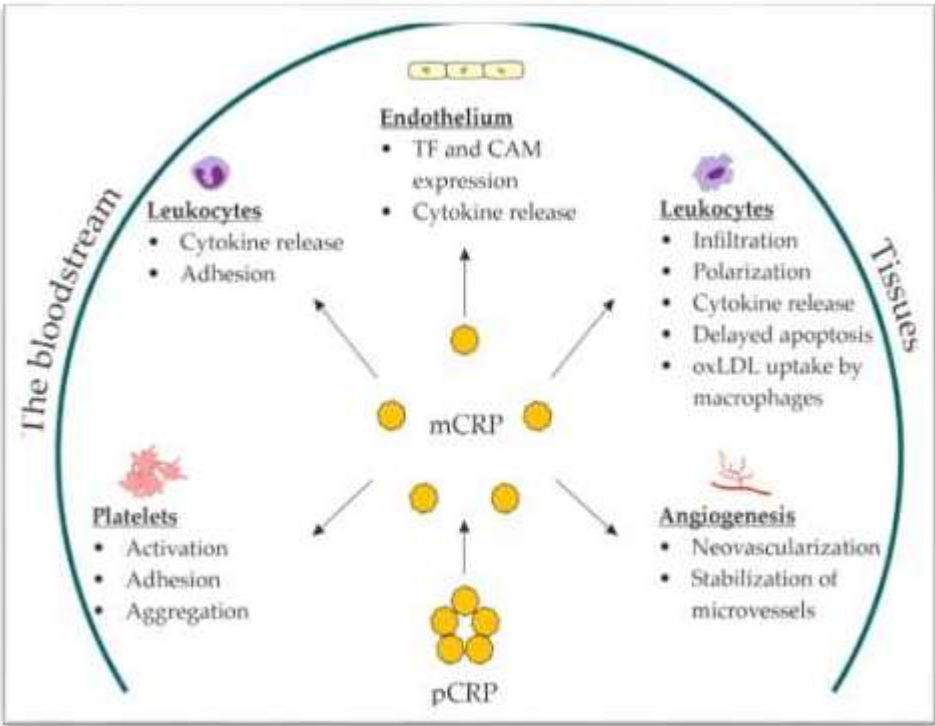 The bloodstream
Endothelium
• TF and CAM
expression
• Cytokine release
Leukocytes
• Cytokine release
• Adhesion
Leukocytes
• Infiltration
• Polarization
• Cytokine release
• Delayed apoptosis
• oxLDL uptake by
macrophages
Tissues
mCRP
Platelets
• Activation
• Adhesion
• Aggregation
Angiogenesis
• Neovascularization
• Stabilization of
microvessels
pCRP